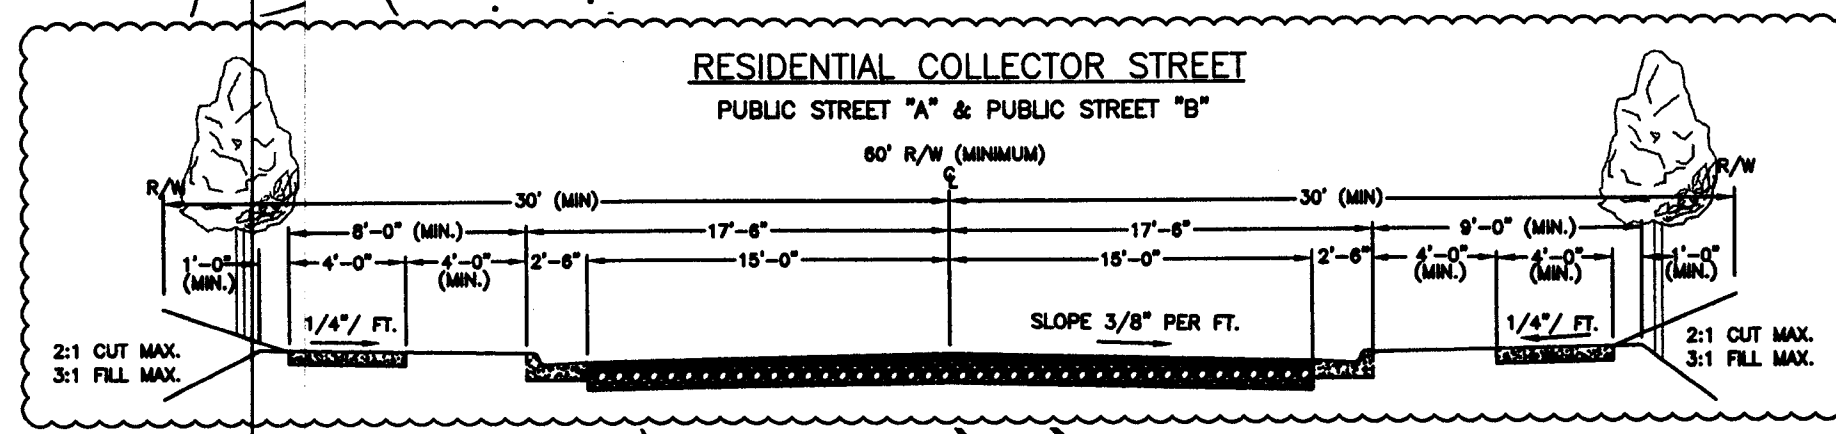 RESIDENTIAL COLLECTOR STREET
PUBLIC STREET "A" & PUBLIC STREET "B"
60' R/W (MINIMUM)
℄
R/W
R/W
30' (MIN)
30' (MIN)
8'-0" (MIN.)
17'-6"
17'-6"
9'-0" (MIN.)
1'-0"
(MIN.)
4'-0"
4'-0"
(MIN.)
2'-6"
15'-0"
15'-0"
2'-6"
4'-0"
(MIN.)
4'-0"
(MIN.)
1'-0"
(MIN.)
1/4"/ FT.
SLOPE 3/8" PER FT.
1/4"/ FT.
2:1 CUT MAX.
3:1 FILL MAX.
2:1 CUT MAX.
3:1 FILL MAX.